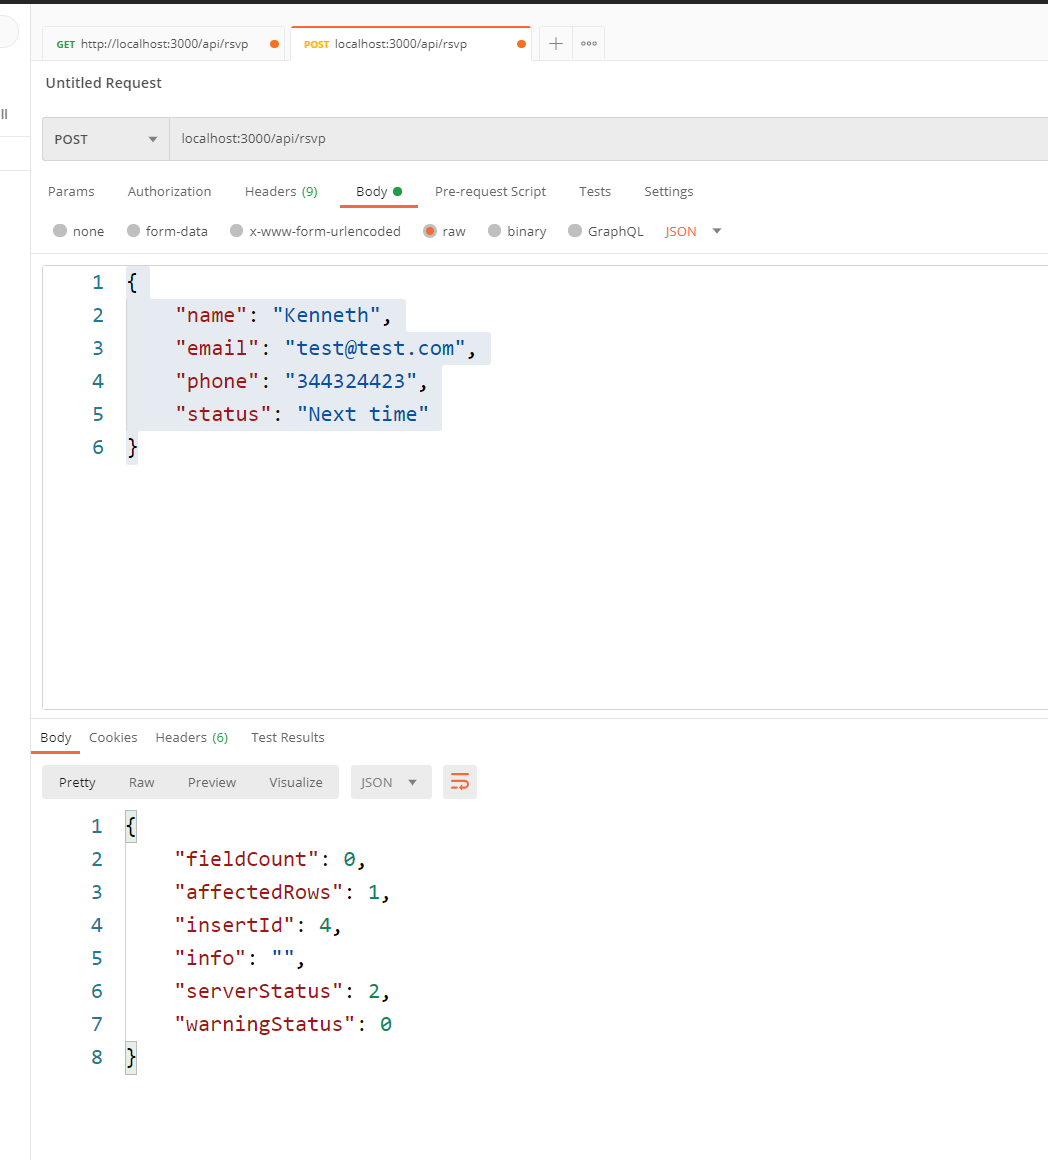 GET http://localhost:3000/api/rsvp POST localhost:3000/api/rsvp
Untitled Request
ll
POST localhost:3000/api/rsvp
Params Authorization Headers (9) Body Pre-request Script Tests Settings
none form-data x-www-form-urlencoded raw binary GraphQL JSON
1 {
2 "name": "Kenneth",
3 "email": "test@test.com",
4 "phone": "344324423",
5 "status": "Next time"
6 }
Body Cookies Headers (6) Test Results
Pretty Raw Preview Visualize JSON
1 {
2 "fieldCount": 0,
3 "affectedRows": 1,
4 "insertId": 4,
5 "info": "",
6 "serverStatus": 2,
7 "warningStatus": 0
8 }